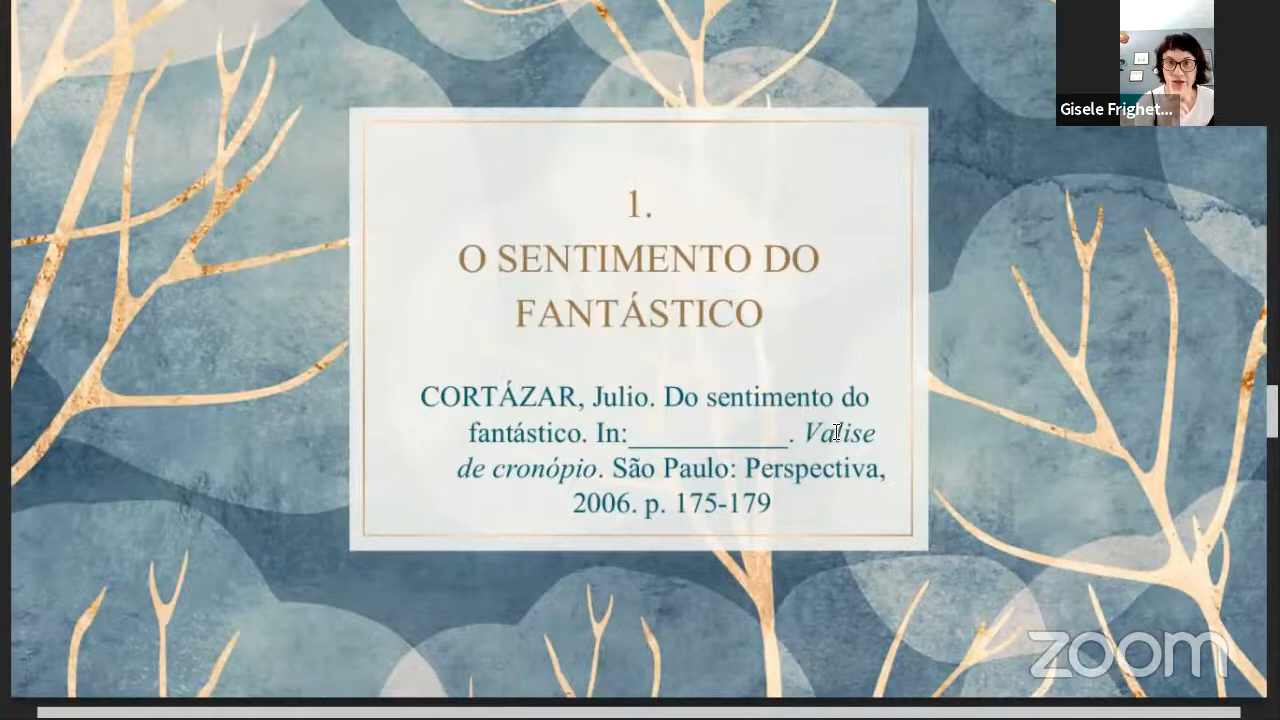 Gisele Frighet...
1.
O SENTIMENTO DO
FANTÁSTICO
CORTÁZAR, Julio. Do sentimento do
fantástico. In:___________. Valise
de cronópio. São Paulo: Perspectiva,
2006. p. 175-179
zoom